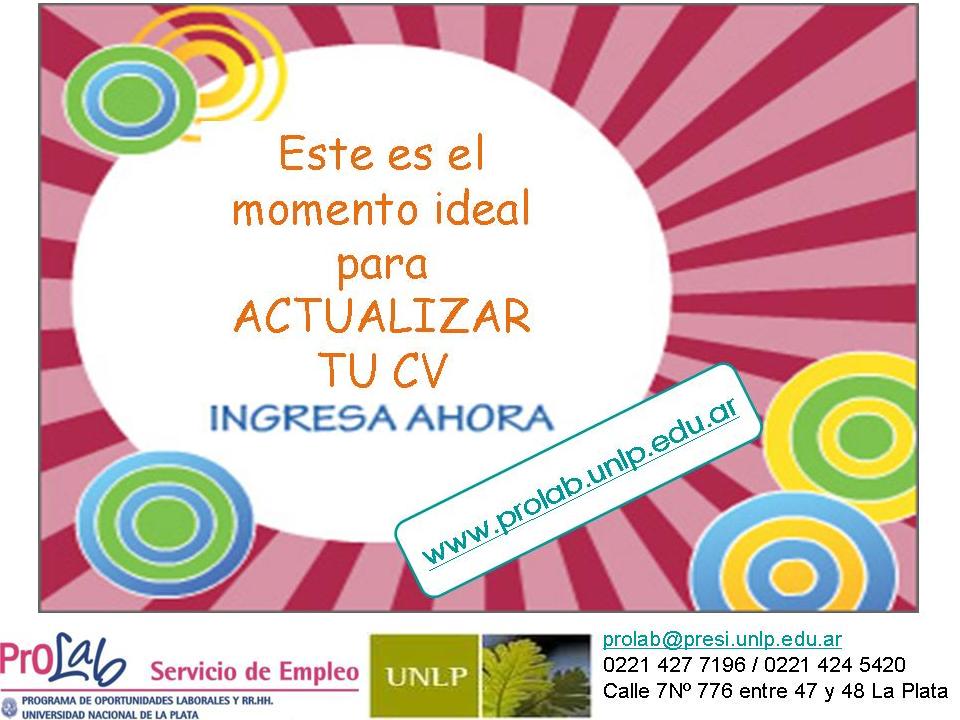 Este es el
momento ideal
para
ACTUALIZAR
TU CV
INGRESA AHORA
www.prolab.unlp.edu.ar
ProLab Servicio de Empleo
PROGRAMA DE OPORTUNIDADES LABORALES Y RR.HH.
UNIVERSIDAD NACIONAL DE LA PLATA
UNLP
prolab@presi.unlp.edu.ar
0221 427 7196 / 0221 424 5420
Calle 7Nº 776 entre 47 y 48 La Plata